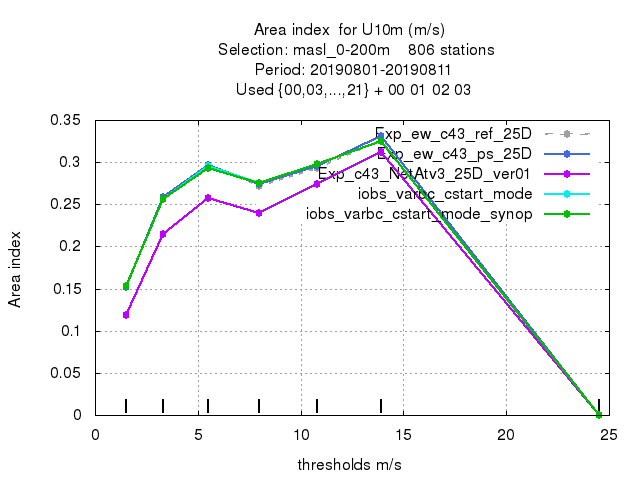 Area index  for U10m (m/s)
Selection: masl_0-200m    806 stations
Period: 20190801-20190811
Used {00,03,...,21} + 00 01 02 03
0.35
0.3
0.25
0.2
0.15
0.1
0.05
0
Area index
Exp_ew_c43_ref_25D
Exp_ew_c43_ps_25D
Exp_c43_NetAtv3_25D_ver01
iobs_varbc_cstart_mode
iobs_varbc_cstart_mode_synop
0 5 10 15 20 25
thresholds m/s